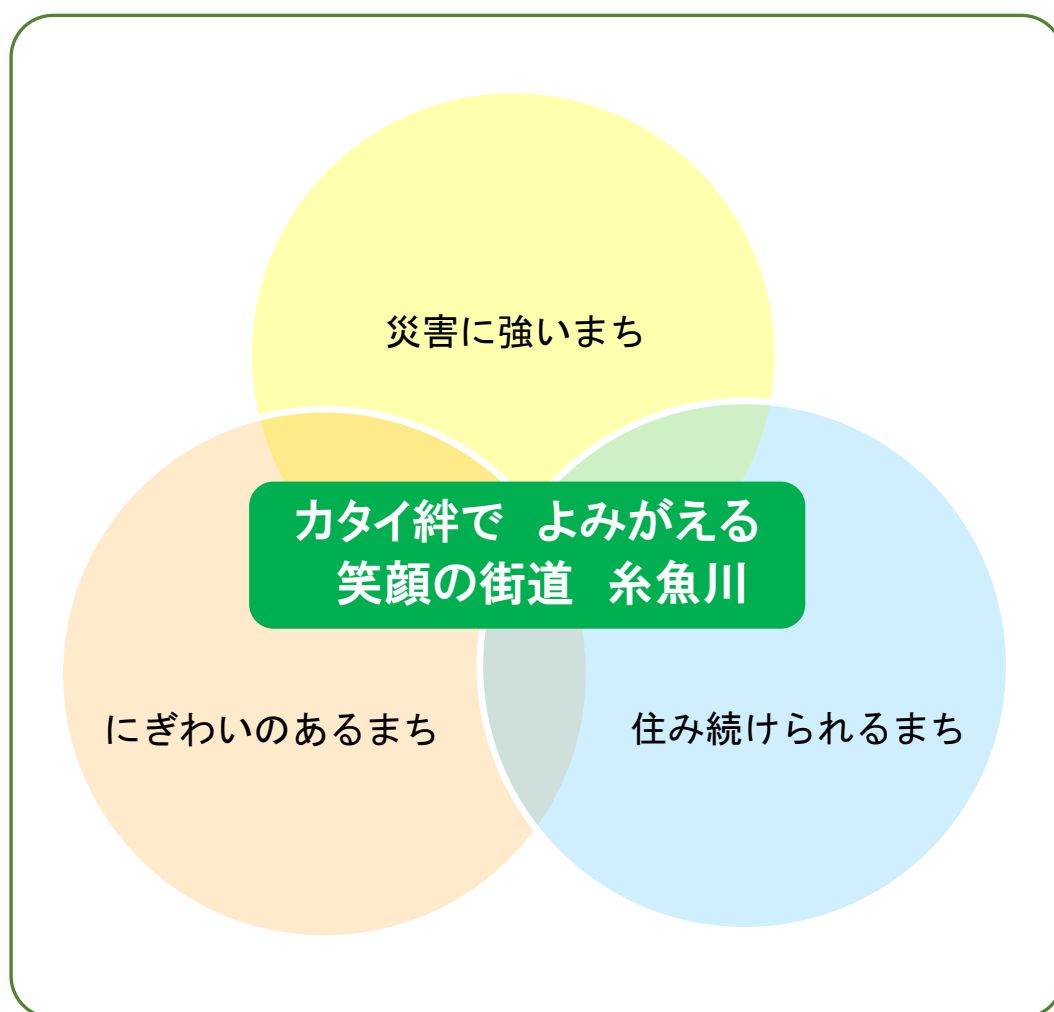 災害に強いまち
カタイ絆で　よみがえる
笑顔の街道　糸魚川
にぎわいのあるまち
住み続けられるまち